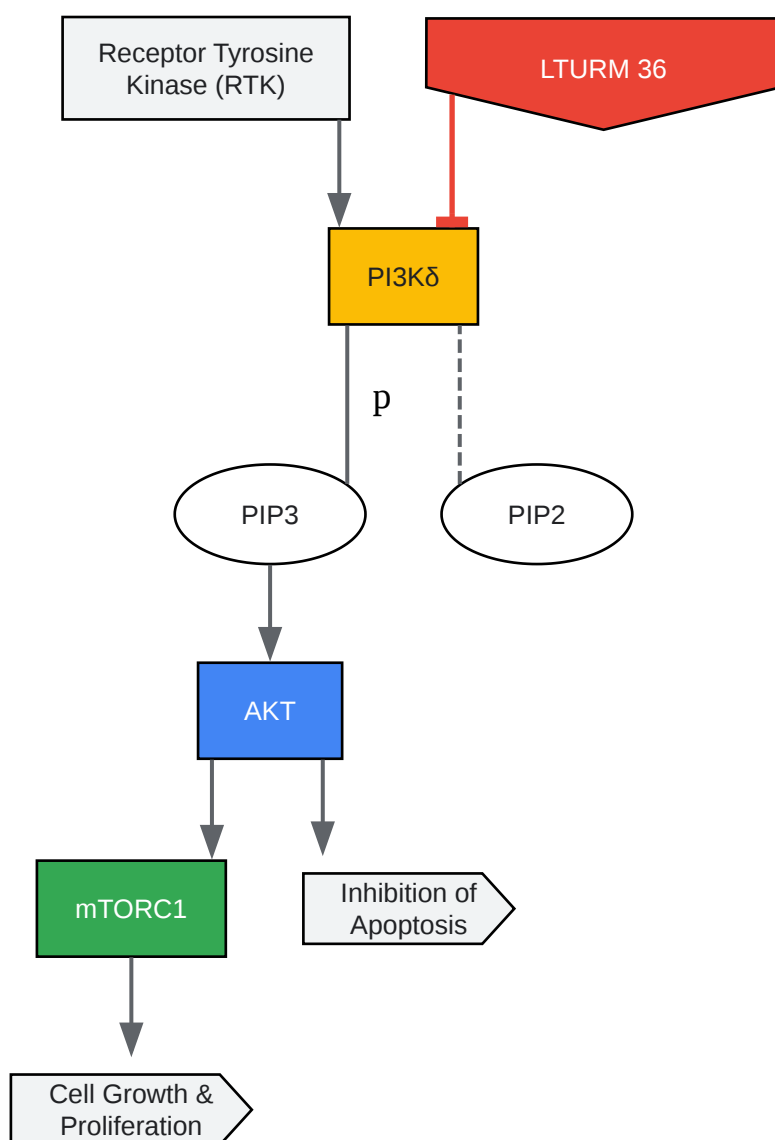 Receptor Tyrosine
Kinase (RTK)
LTURM 36
PI3Kδ
p
PIP3
PIP2
AKT
mTORC1
Inhibition of
Apoptosis
Cell Growth &
Proliferation